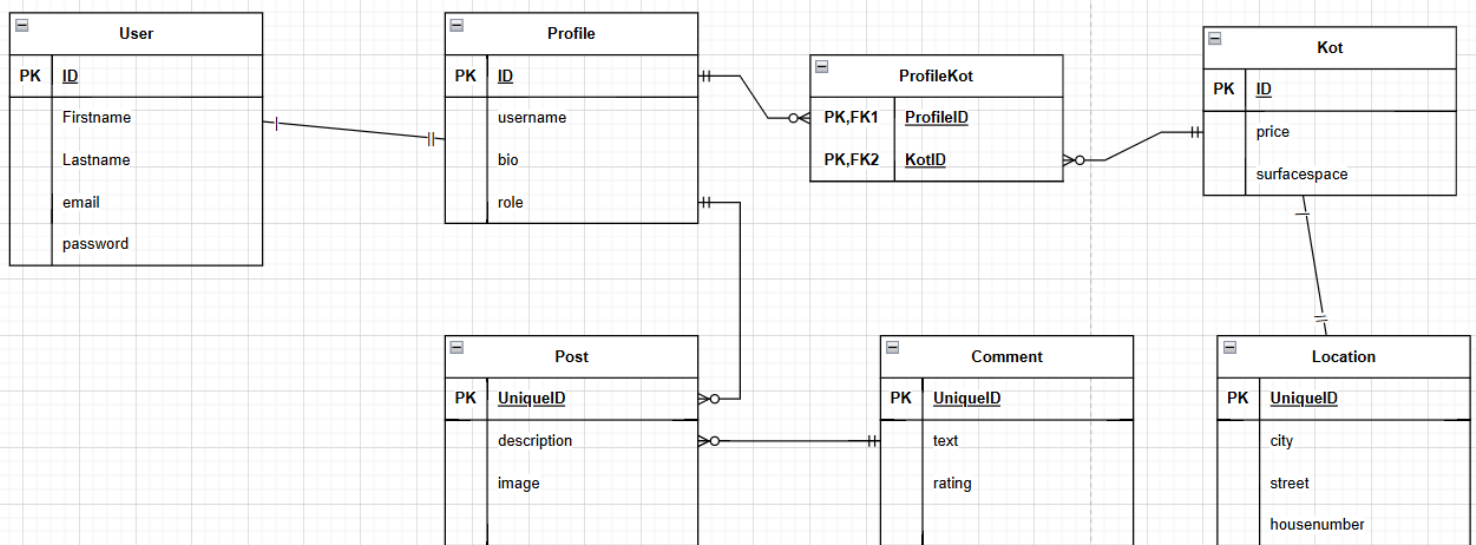 User
PK ID
Firstname
Lastname
email
password
Profile
PK ID
username
bio
role
ProfileKot
PK,FK1 ProfileID
PK,FK2 KotID
Kot
PK ID
price
surfacespace
Post
PK UniqueID
description
image
Comment
PK UniqueID
text
rating
Location
PK UniqueID
city
street
housenumber